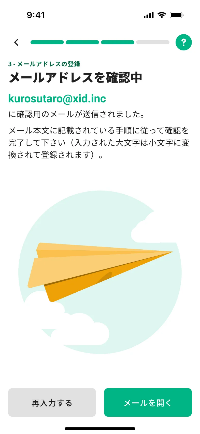 9:41
?
3 - メールアドレスの登録
メールアドレスを確認中
kurosutaro@xid.inc
に確認用のメールが送信されました。
メール本文に記載されている手順に従って確認を
完了して下さい（入力された大文字は小文字に変
換されて登録されます）。
再入力する
メールを開く